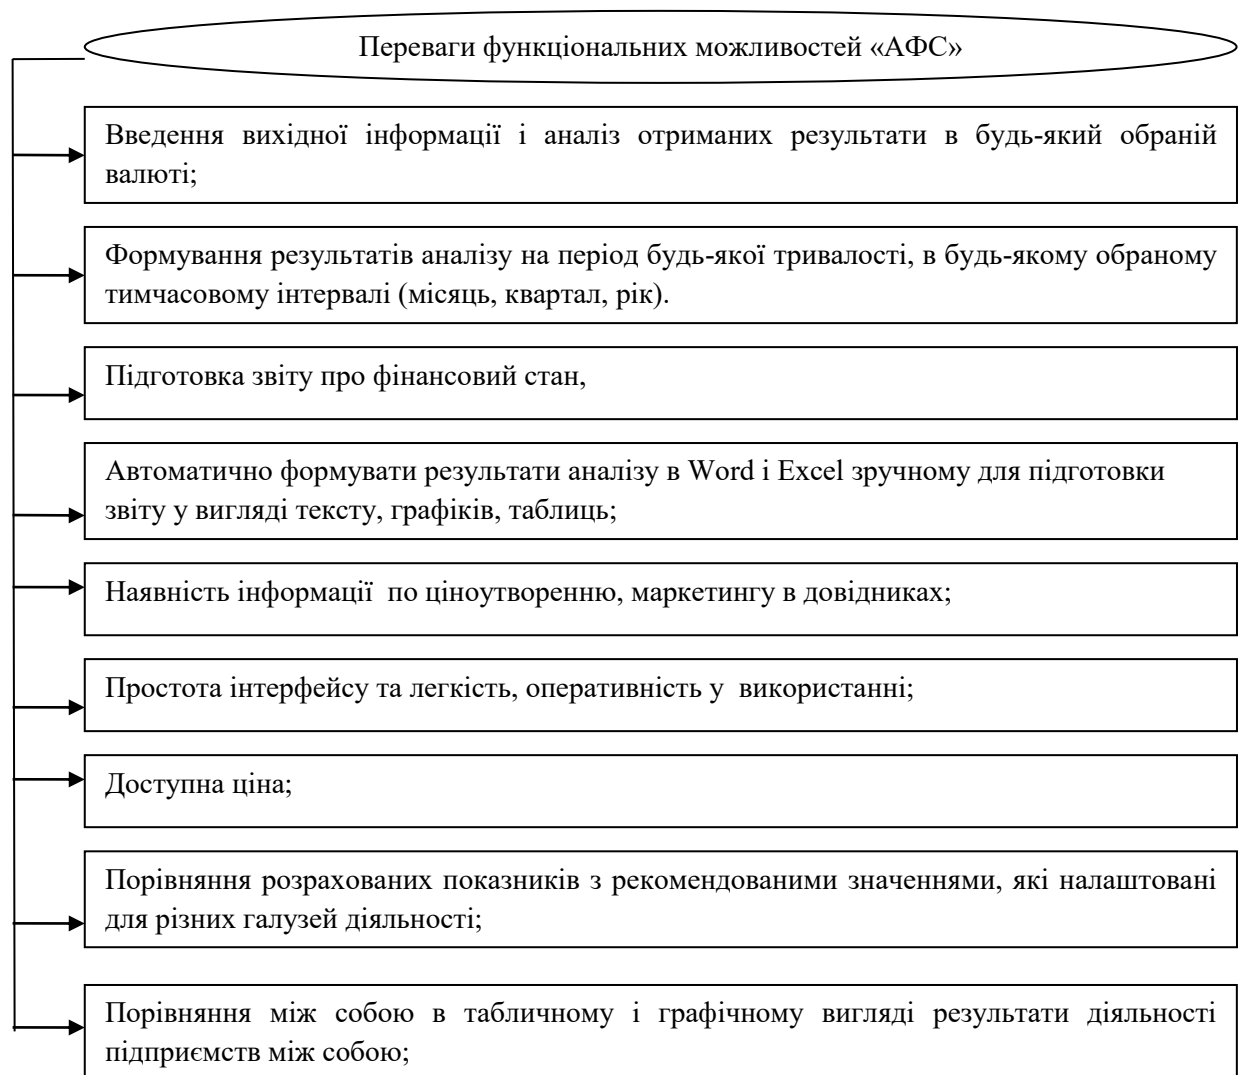 Переваги функціональних можливостей «АФС»
Введення вихідної інформації і аналіз отриманих результати в будь-який обраній
валюті;
Формування результатів аналізу на період будь-якої тривалості, в будь-якому обраному
тимчасовому інтервалі (місяць, квартал, рік).
Підготовка звіту про фінансовий стан,
Автоматично формувати результати аналізу в Word і Excel зручному для підготовки
звіту у вигляді тексту, графіків, таблиць;
Наявність інформації по ціноутворенню, маркетингу в довідниках;
Простота інтерфейсу та легкість, оперативність у використанні;
Доступна ціна;
Порівняння розрахованих показників з рекомендованими значеннями, які налаштовані
для різних галузей діяльності;
Порівняння між собою в табличному і графічному вигляді результати діяльності
підприємств між собою;